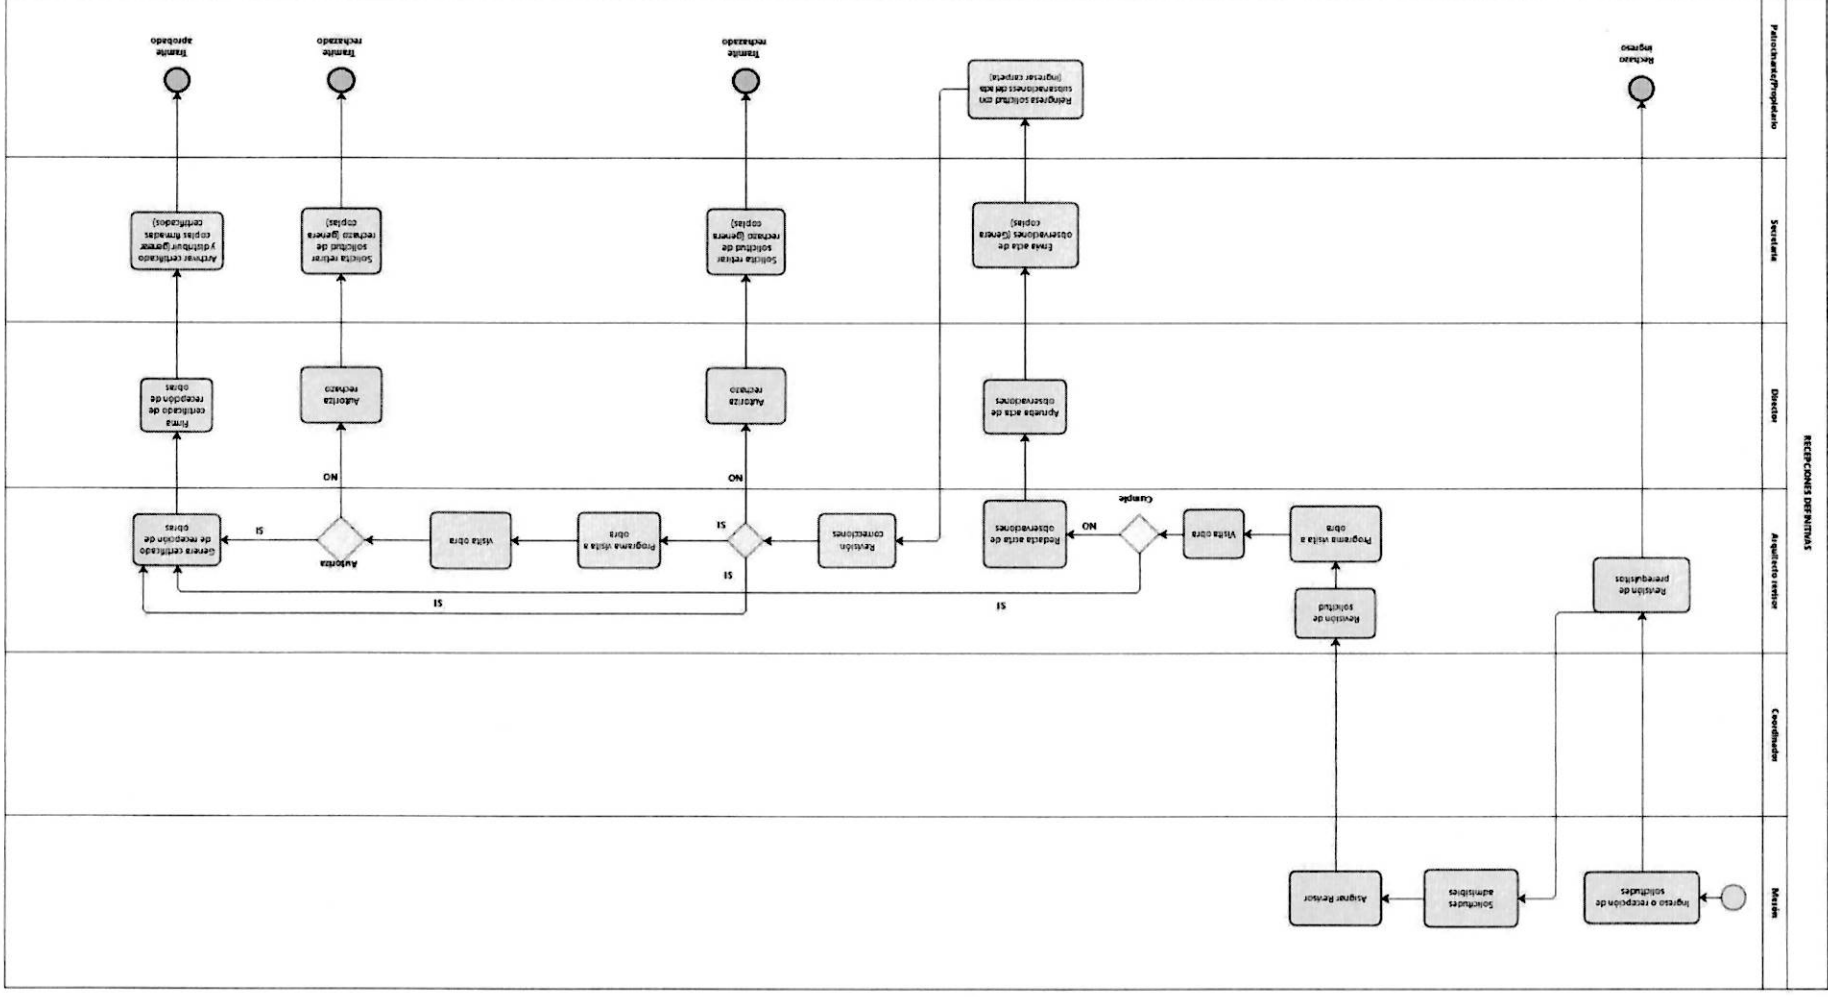 RECEPCIONES DEFINITIVAS
Mesón
Ingreso o recepción de
solicitudes
Solicitudes
admisibles
Asignar Revisor
Coordinador
Arquitecto revisor
Revisión de
prerequisitos
Revisión de
solicitud
Programa visita a
obra
Visita obra
Cumple
NO
SI
Redacta acta de
observaciones
Revisión
correcciones
SI
SI
NO
SI
Programa visita a
obra
visita obra
Autoriza
NO
SI
Genera certificado
de recepción de
obras
Director
Aprueba acta de
observaciones
Autoriza
rechazo
Autoriza
rechazo
Firma
certificado de
recepción de
obras
Secretaria
Envía acta de
observaciones (Genera
copias)
Solicita retirar
solicitud de
rechazo (genera
copias)
Solicita retirar
solicitud de
rechazo (genera
copias)
Archivar certificado
y distribuir (generar
copias firmadas
certificados)
Patrocinante/Propietario
Rechazo
ingreso
Reingresa solicitud con
subsanaciones del ada
(ingresar carpeta)
Tramite
rechazado
Tramite
rechazado
Tramite
aprobado